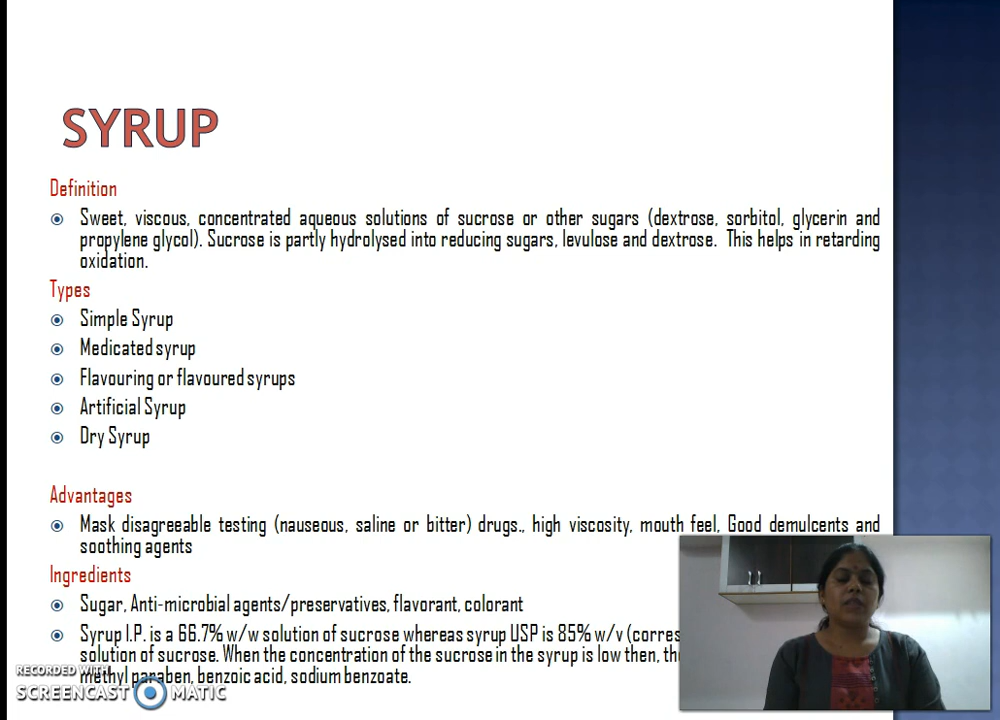 SYRUP
Definition
Sweet, viscous, concentrated aqueous solutions of sucrose or other sugars (dextrose, sorbitol, glycerin and
propylene glycol). Sucrose is partly hydrolysed into reducing sugars, levulose and dextrose. This helps in retarding
oxidation.
Types
Simple Syrup
Medicated syrup
Flavouring or flavoured syrups
Artificial Syrup
Dry Syrup
Advantages
Mask disagreeable testing (nauseous, saline or bitter) drugs., high viscosity, mouth feel, Good demulcents and
soothing agents
Ingredients
Sugar, Anti-microbial agents/preservatives, flavorant, colorant
Syrup I.P. is a 66.7% w/w solution of sucrose whereas syrup USP is 85% w/v
solution of sucrose. When the concentration of the sucrose in the syrup is low then,
methyl paraben, benzoic acid, sodium benzoate.
RECORDED WITH
SCREENCAST MATIC